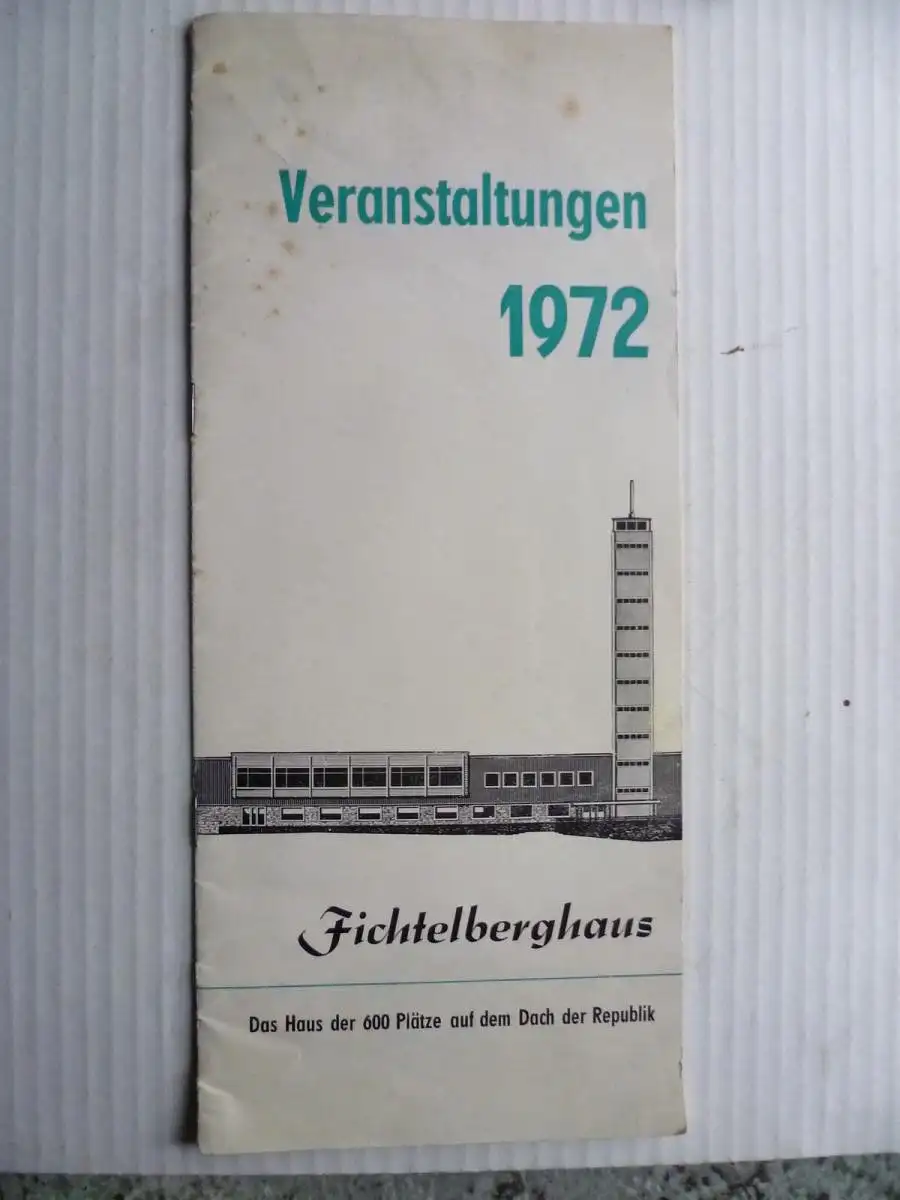 Veranstaltungen
1972
Fichtelberghaus
Das Haus der 600 Plätze auf dem Dach der Republik